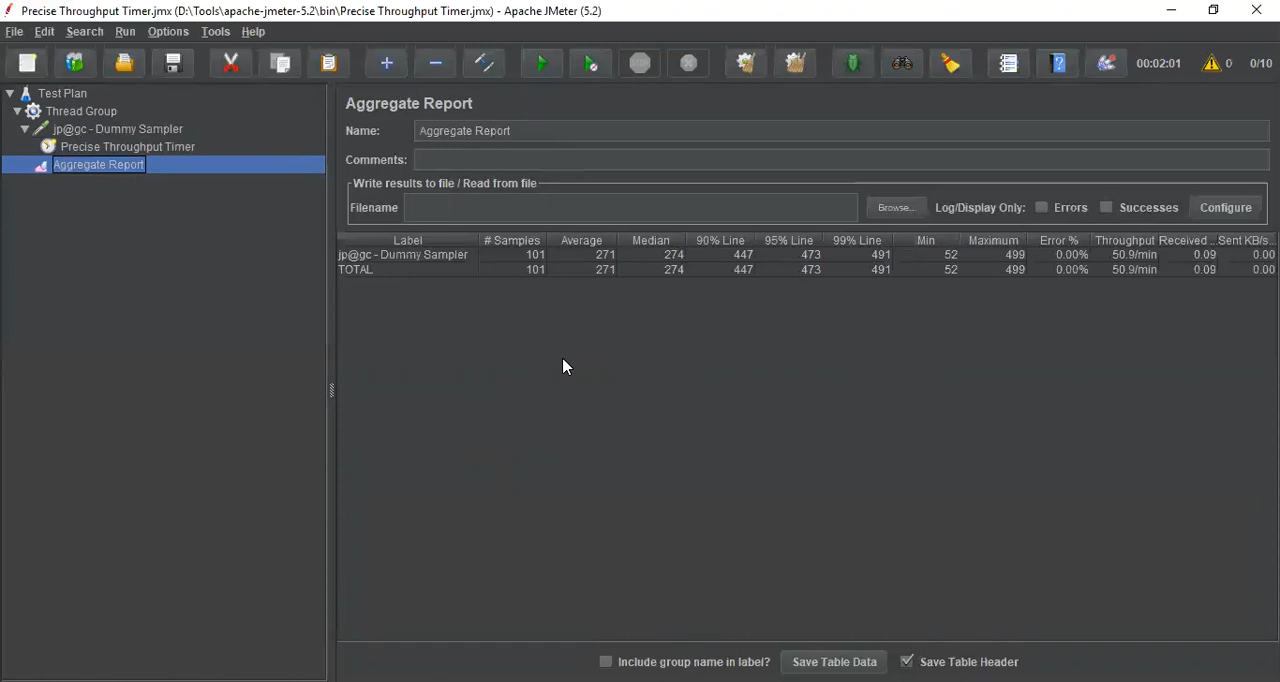 Precise Throughput Timer.jmx (D:\Tools\apache-jmeter-5.2\bin\Precise Throughput Timer.jmx) - Apache JMeter (5.2)
File Edit Search Run Options Tools Help
00:02:01 0 0/10
Test Plan
Thread Group
jp@gc - Dummy Sampler
Precise Throughput Timer
Aggregate Report
Aggregate Report
Name: Aggregate Report
Comments:
Write results to file / Read from file
Filename Browse... Log/Display Only: Errors Successes Configure
Label # Samples Average Median 90% Line 95% Line 99% Line Min Maximum Error % Throughput Received ... Sent KB/s...
jp@gc - Dummy Sampler 101 271 274 447 473 491 52 499 0.00% 50.9/min 0.09 0.00
TOTAL 101 271 274 447 473 491 52 499 0.00% 50.9/min 0.09 0.00
Include group name in label? Save Table Data Save Table Header